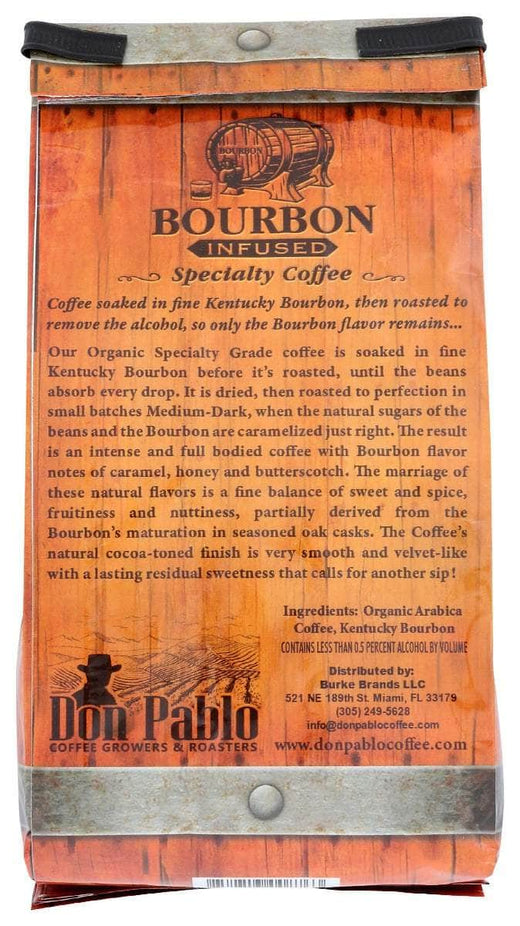 BOURBON
BOURBON
INFUSED
Specialty Coffee
Coffee soaked in fine Kentucky Bourbon, then roasted to
remove the alcohol, so only the Bourbon flavor remains...
Our Organic Specialty Grade coffee is soaked in fine
Kentucky Bourbon before it's roasted, until the beans
absorb every drop. It is dried, then roasted to perfection in
small batches Medium-Dark, when the natural sugars of the
beans and the Bourbon are caramelized just right. The result
is an intense and full bodied coffee with Bourbon flavor
notes of caramel, honey and butterscotch. The marriage of
these natural flavors is a fine balance of sweet and spice,
fruitiness and nuttiness, partially derived from the
Bourbon's maturation in seasoned oak casks. The Coffee's
natural cocoa-toned finish is very smooth and velvet-like
with a lasting residual sweetness that calls for another sip!
Ingredients: Organic Arabica
Coffee, Kentucky Bourbon
CONTAINS LESS THAN 0.5 PERCENT ALCOHOL BY VOLUME
Distributed by:
Burke Brands LLC
521 NE 189th St. Miami, FL 33179
(305) 249-5628
info@donpablocoffee.com
www.donpablocoffee.com
Don Pablo
COFFEE GROWERS & ROASTERS